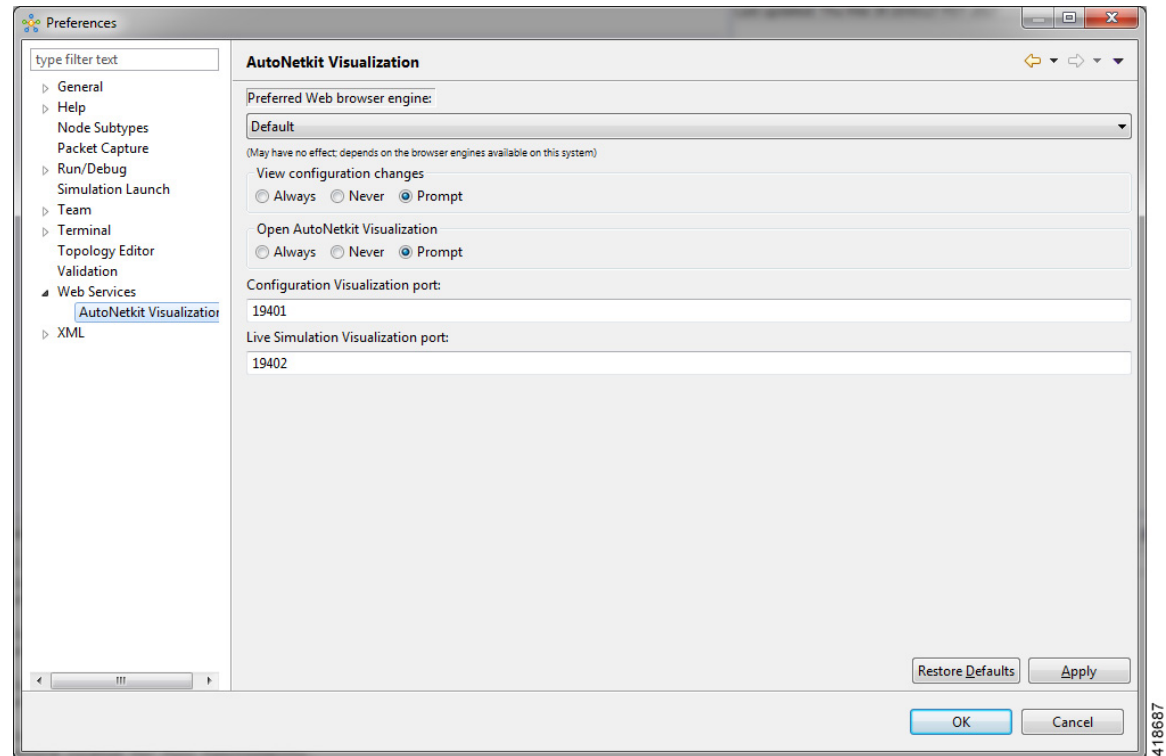 Preferences
type filter text
General
Help
Node Subtypes
Packet Capture
Run/Debug
Simulation Launch
Team
Terminal
Topology Editor
Validation
Web Services
AutoNetkit Visualization
XML
AutoNetkit Visualization
Preferred Web browser engine:
Default
(May have no effect; depends on the browser engines available on this system)
View configuration changes
Always Never Prompt
Open AutoNetkit Visualization
Always Never Prompt
Configuration Visualization port:
19401
Live Simulation Visualization port:
19402
Restore Defaults Apply
OK Cancel
418687